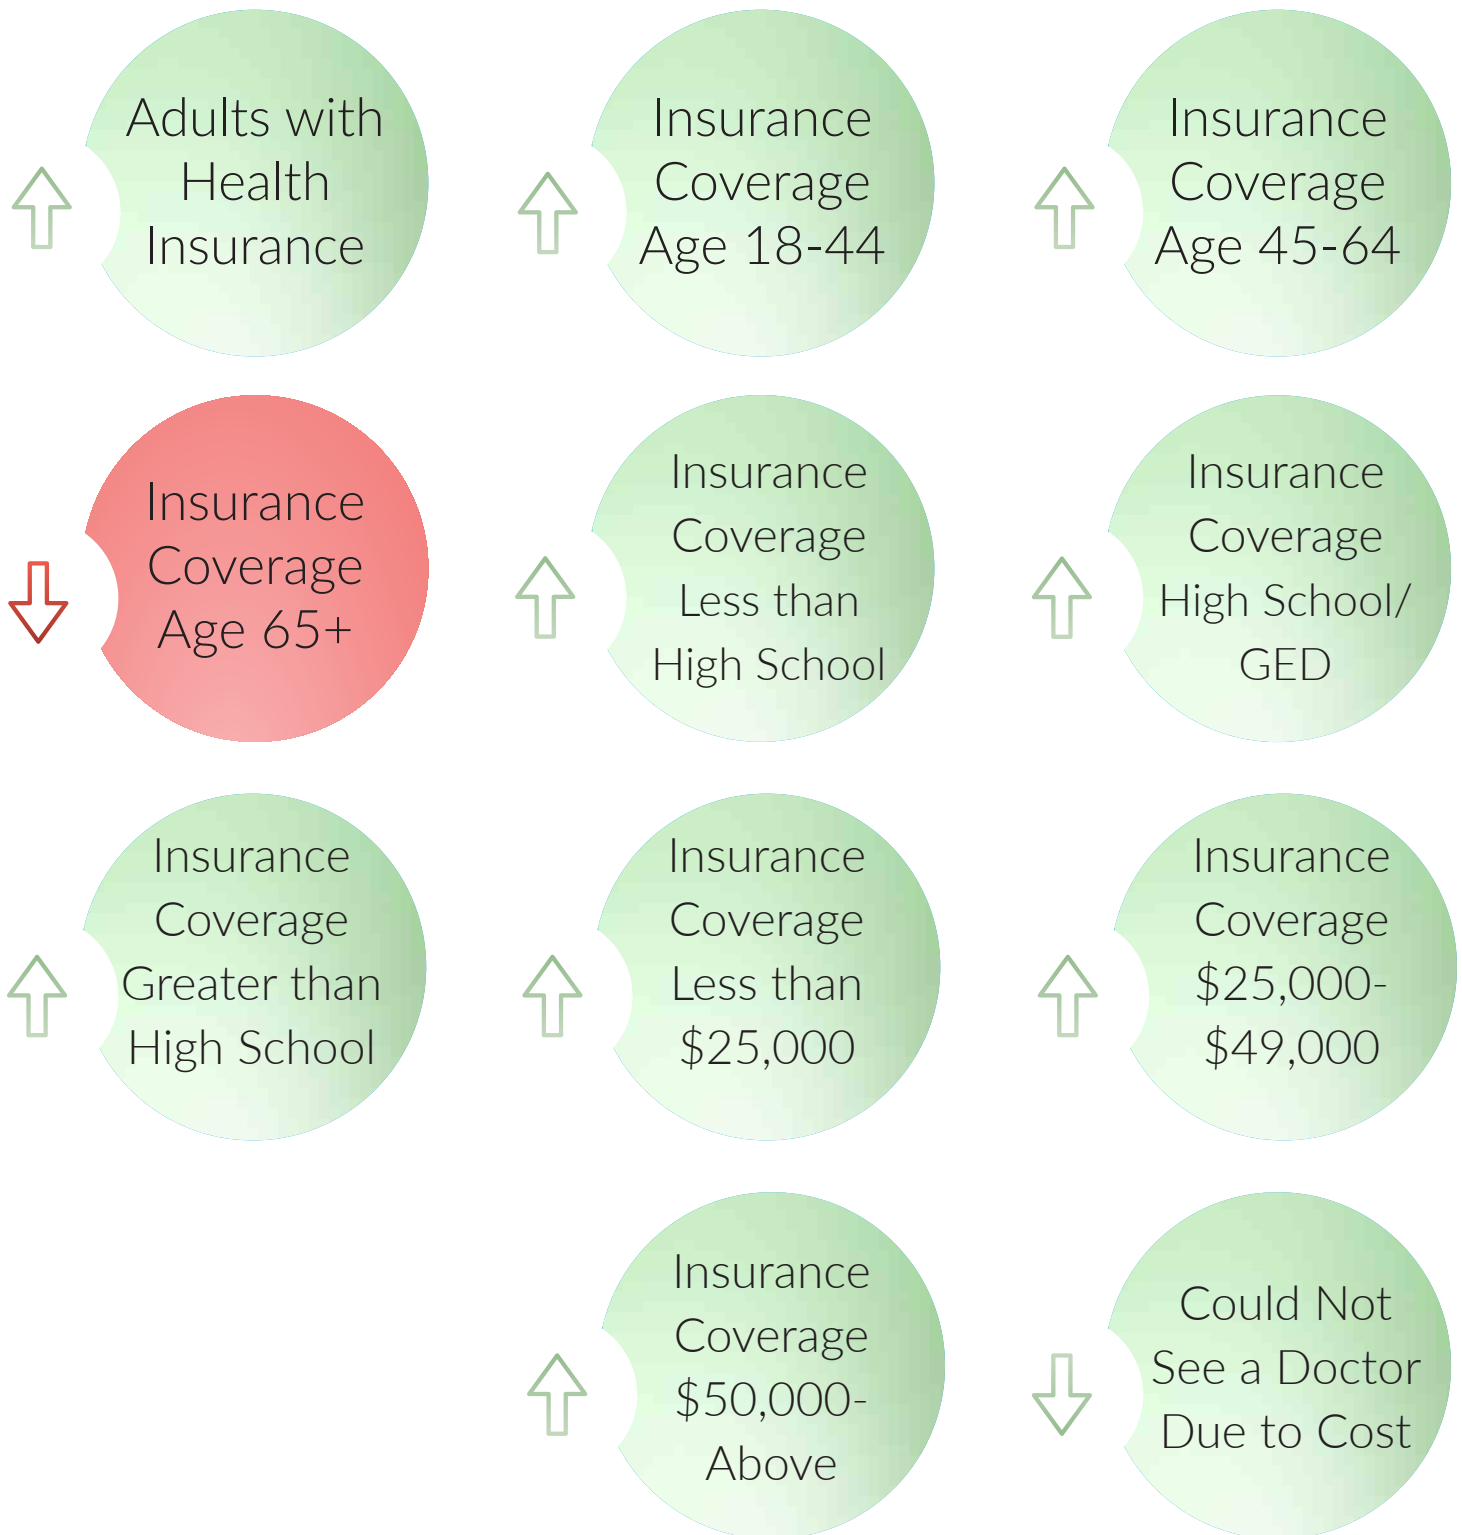 Adults with
Health
Insurance
Insurance
Coverage
Age 18-44
Insurance
Coverage
Age 45-64
Insurance
Coverage
Age 65+
Insurance
Coverage
Less than
High School
Insurance
Coverage
High School/
GED
Insurance
Coverage
Greater than
High School
Insurance
Coverage
Less than
$25,000
Insurance
Coverage
$25,000-
$49,000
Insurance
Coverage
$50,000-
Above
Could Not
See a Doctor
Due to Cost